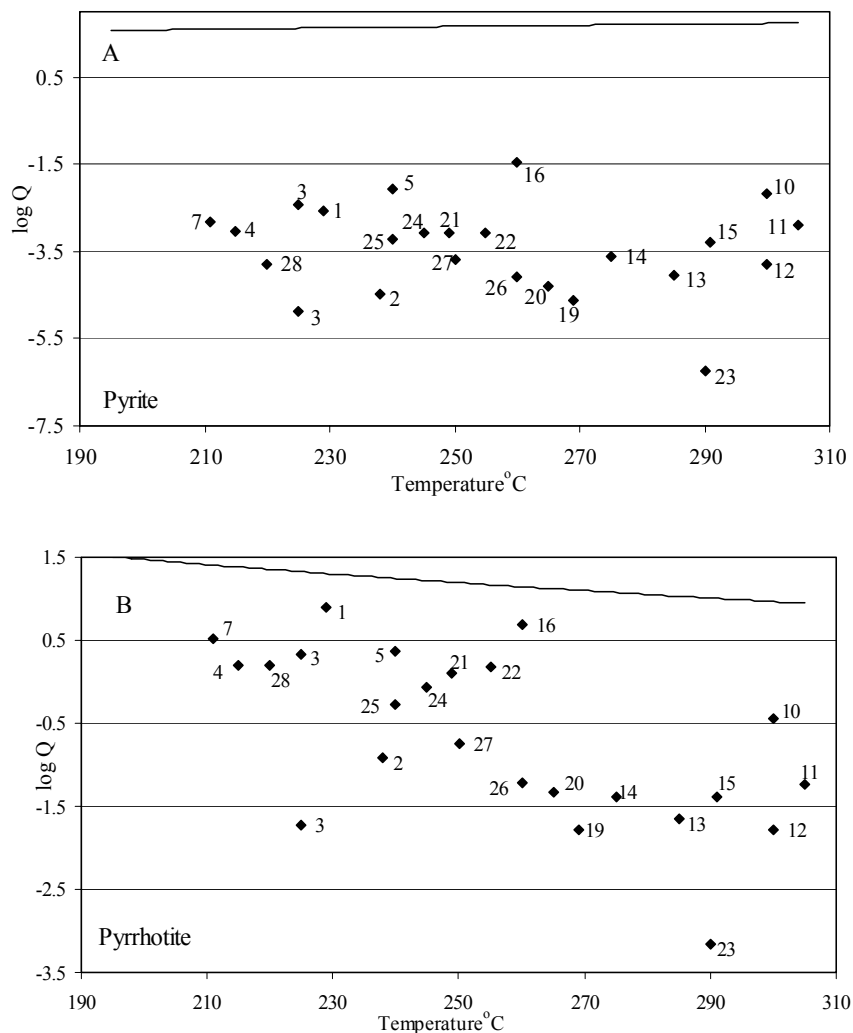 A
0.5
-1.5
-3.5
-5.5
-7.5
log Q
16
3 5 10
7 4 1 24 21 11
25 22 15
28 27 14
26 20 13 12
2 19
3
23
Pyrite
190 210 230 250 270 290 310
Temperature°C
1.5
B
1
7 16
0.5
4 28 3 5 21 22
24
25
-0.5
10
log Q
2 27
26 20 14 15 11
-1.5
3 19 13 12
-2.5
Pyrrhotite
23
-3.5
190 210 230 250 270 290 310
Temperature°C